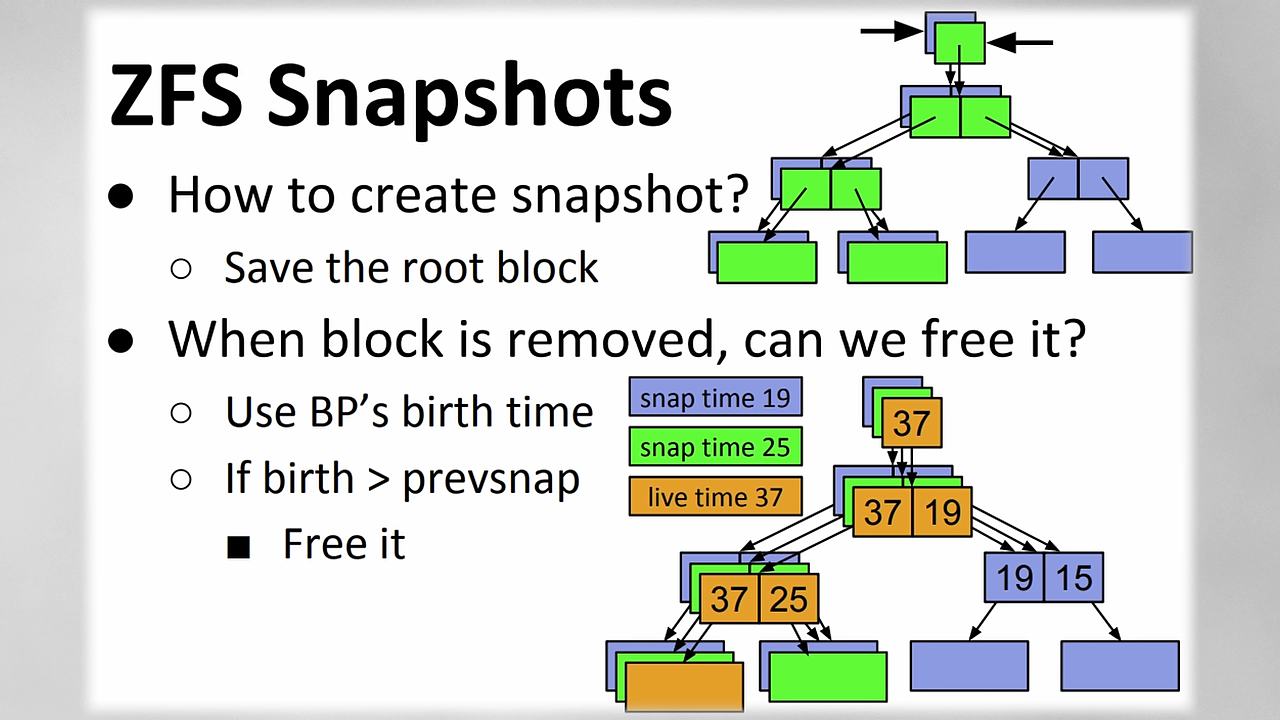 ZFS Snapshots
● How to create snapshot?
○ Save the root block
● When block is removed, can we free it?
○ Use BP's birth time
○ If birth > prevsnap
■ Free it
snap time 19
snap time 25
live time 37
37
37 19
37 25
19 15